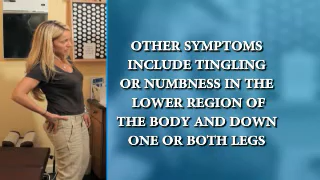 OTHER SYMPTOMS
INCLUDE TINGLING
OR NUMBNESS IN THE
LOWER REGION OF
THE BODY AND DOWN
ONE OR BOTH LEGS